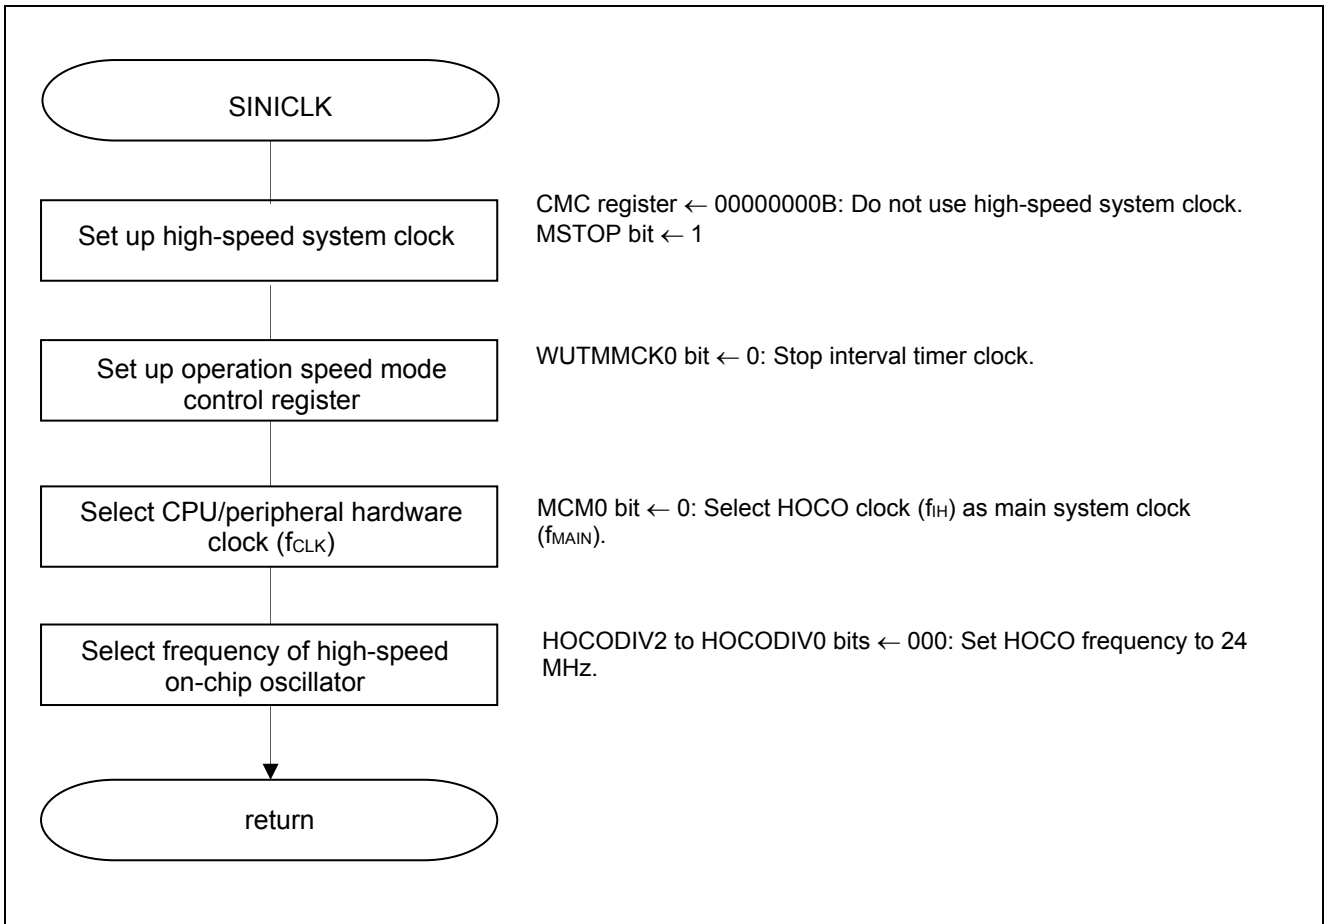 SINICLK
Set up high-speed system clock
CMC register ← 00000000B: Do not use high-speed system clock.
MSTOP bit ← 1
Set up operation speed mode
control register
WUTMMCK0 bit ← 0: Stop interval timer clock.
Select CPU/peripheral hardware
clock (fCLK)
MCM0 bit ← 0: Select HOCO clock (fIH) as main system clock
(fMAIN).
Select frequency of high-speed
on-chip oscillator
HOCODIV2 to HOCODIV0 bits ← 000: Set HOCO frequency to 24
MHz.
return